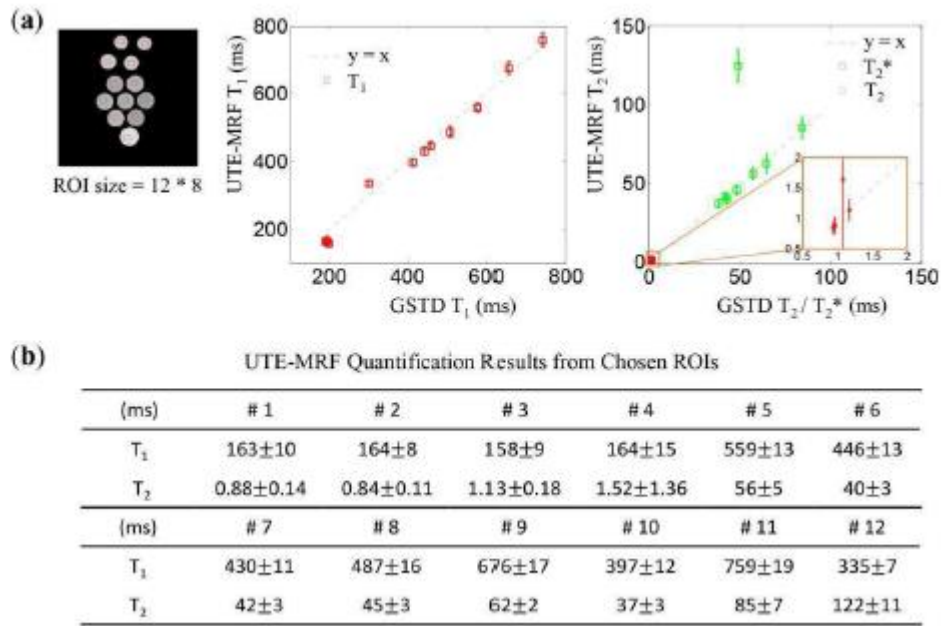 (a)
ROI size = 12 * 8
UTE-MRF T₁ (ms)
800
600
400
200
y = x
T₁
200 400 600 800
GSTD T₁ (ms)
UTE-MRF T₂ (ms)
150
100
50
0
y = x
T₂*
T₂
2
1.5
1
0.5
0.5 1 1.5 2
0 50 100 150
GSTD T₂ / T₂* (ms)
(b)
UTE-MRF Quantification Results from Chosen ROIs
(ms) # 1 # 2 # 3 # 4 # 5 # 6
T₁ 163±10 164±8 158±9 164±15 559±13 446±13
T₂ 0.88±0.14 0.84±0.11 1.13±0.18 1.52±1.36 56±5 40±3
(ms) # 7 # 8 # 9 # 10 # 11 # 12
T₁ 430±11 487±16 676±17 397±12 759±19 335±7
T₂ 42±3 45±3 62±2 37±3 85±7 122±11